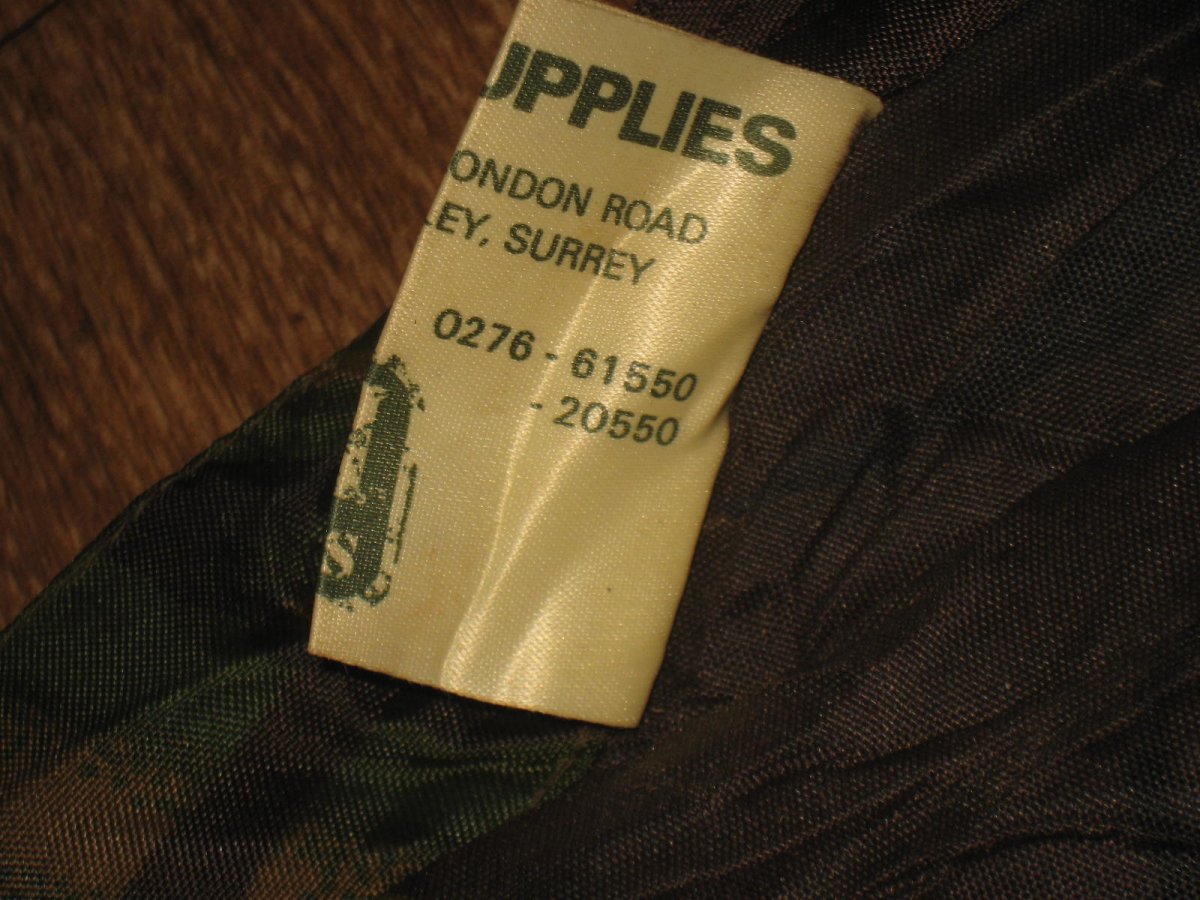 UPPLIES
ONDON ROAD
LEY, SURREY
0276 - 61550
- 20550
S